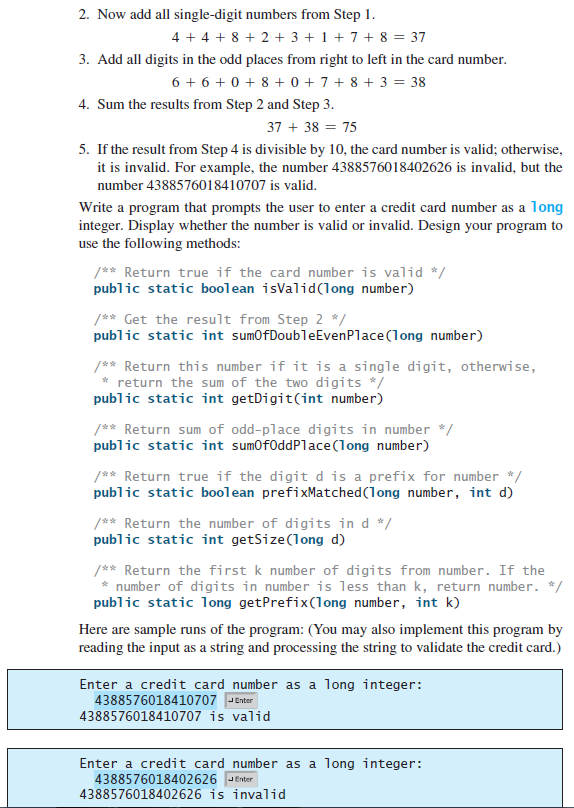 2. Now add all single-digit numbers from Step 1.
4 + 4 + 8 + 2 + 3 + 1 + 7 + 8 = 37
3. Add all digits in the odd places from right to left in the card number.
6 + 6 + 0 + 8 + 0 + 7 + 8 + 3 = 38
4. Sum the results from Step 2 and Step 3.
37 + 38 = 75
5. If the result from Step 4 is divisible by 10, the card number is valid; otherwise,
it is invalid. For example, the number 4388576018402626 is invalid, but the
number 4388576018410707 is valid.
Write a program that prompts the user to enter a credit card number as a long
integer. Display whether the number is valid or invalid. Design your program to
use the following methods:
/** Return true if the card number is valid */
public static boolean isValid(long number)
/** Get the result from Step 2 */
public static int sumOfDoubleEvenPlace(long number)
/** Return this number if it is a single digit, otherwise,
* return the sum of the two digits */
public static int getDigit(int number)
/** Return sum of odd-place digits in number */
public static int sumOfOddPlace(long number)
/** Return true if the digit d is a prefix for number */
public static boolean prefixMatched(long number, int d)
/** Return the number of digits in d */
public static int getSize(long d)
/** Return the first k number of digits from number. If the
* number of digits in number is less than k, return number. */
public static long getPrefix(long number, int k)
Here are sample runs of the program: (You may also implement this program by
reading the input as a string and processing the string to validate the credit card.)
Enter a credit card number as a long integer:
4388576018410707 ↵Enter
4388576018410707 is valid
Enter a credit card number as a long integer:
4388576018402626 ↵Enter
4388576018402626 is invalid